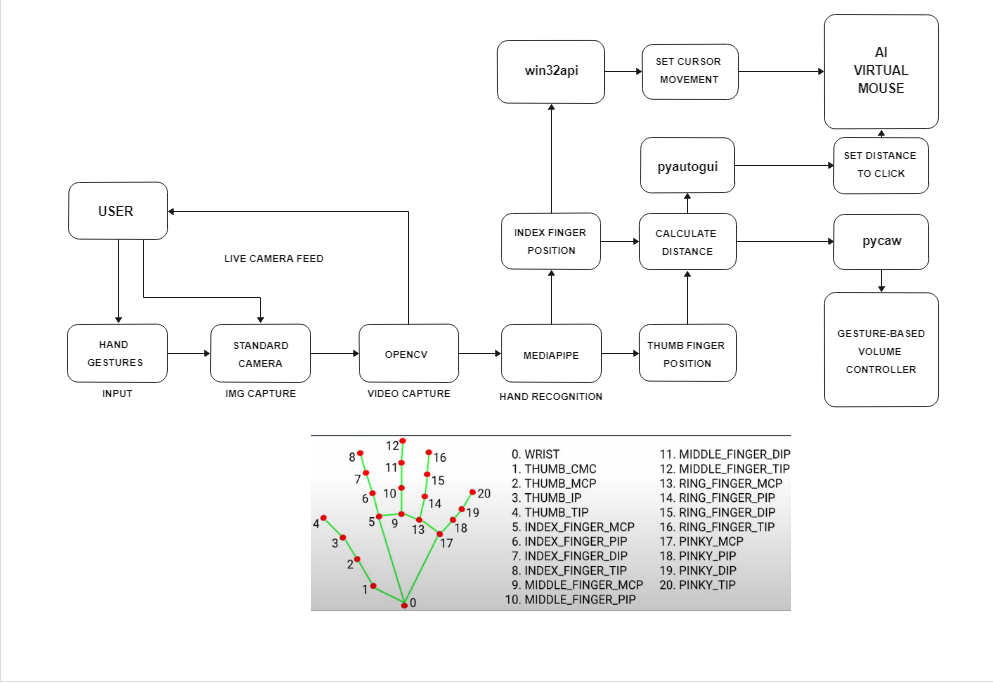 win32api
SET CURSOR
MOVEMENT
AI
VIRTUAL
MOUSE
pyautogui
SET DISTANCE
TO CLICK
USER
INDEX FINGER
POSITION
CALCULATE
DISTANCE
pycaw
LIVE CAMERA FEED
HAND
GESTURES
STANDARD
CAMERA
OPENCV
MEDIAPIPE
THUMB FINGER
POSITION
GESTURE-BASED
VOLUME
CONTROLLER
INPUT
IMG CAPTURE
VIDEO CAPTURE
HAND RECOGNITION
12
8
16
11
7
15
10
20
6
14
19
4
5
9
13
18
3
17
2
1
0
0. WRIST
1. THUMB_CMC
2. THUMB_MCP
3. THUMB_IP
4. THUMB_TIP
5. INDEX_FINGER_MCP
6. INDEX_FINGER_PIP
7. INDEX_FINGER_DIP
8. INDEX_FINGER_TIP
9. MIDDLE_FINGER_MCP
10. MIDDLE_FINGER_PIP
11. MIDDLE_FINGER_DIP
12. MIDDLE_FINGER_TIP
13. RING_FINGER_MCP
14. RING_FINGER_PIP
15. RING_FINGER_DIP
16. RING_FINGER_TIP
17. PINKY_MCP
18. PINKY_PIP
19. PINKY_DIP
20. PINKY_TIP